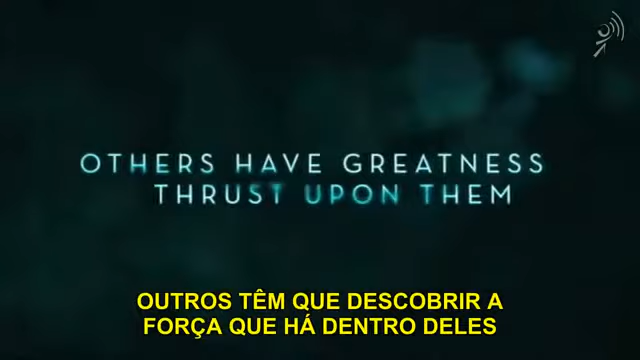 OTHERS HAVE GREATNESS
THRUST UPON THEM
OUTROS TÊM QUE DESCOBRIR A
FORÇA QUE HÁ DENTRO DELES